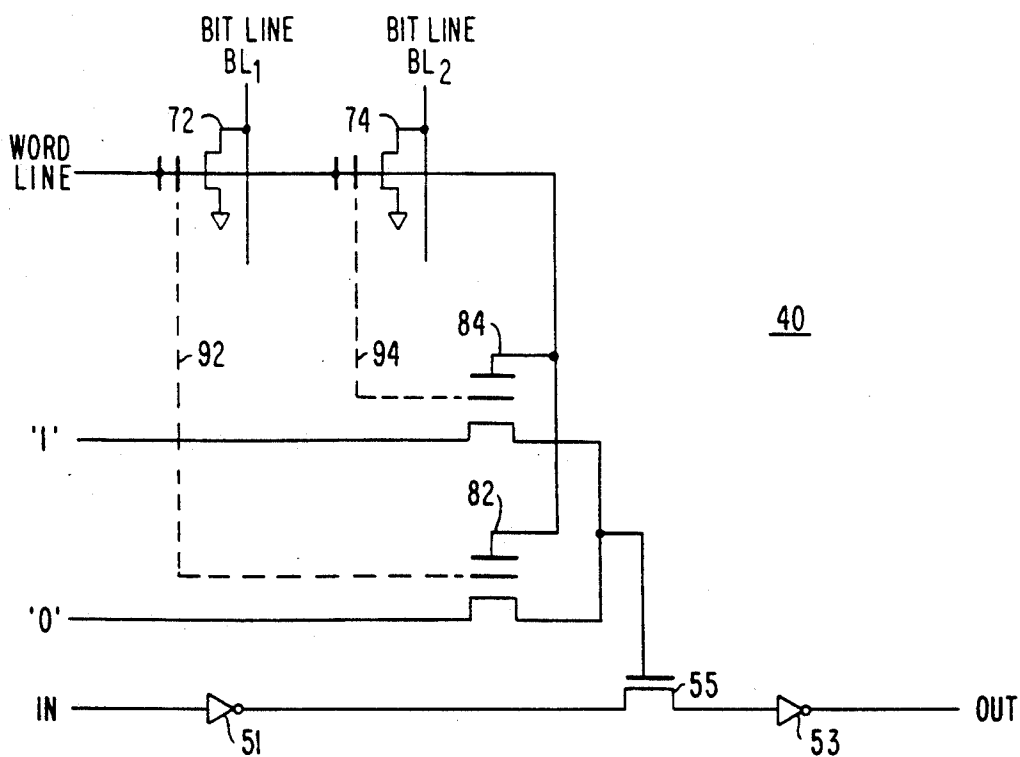 BIT LINE
BL1
BIT LINE
BL2
72
74
WORD
LINE
84
40
92
94
'1'
82
'0'
55
IN
OUT
51
53